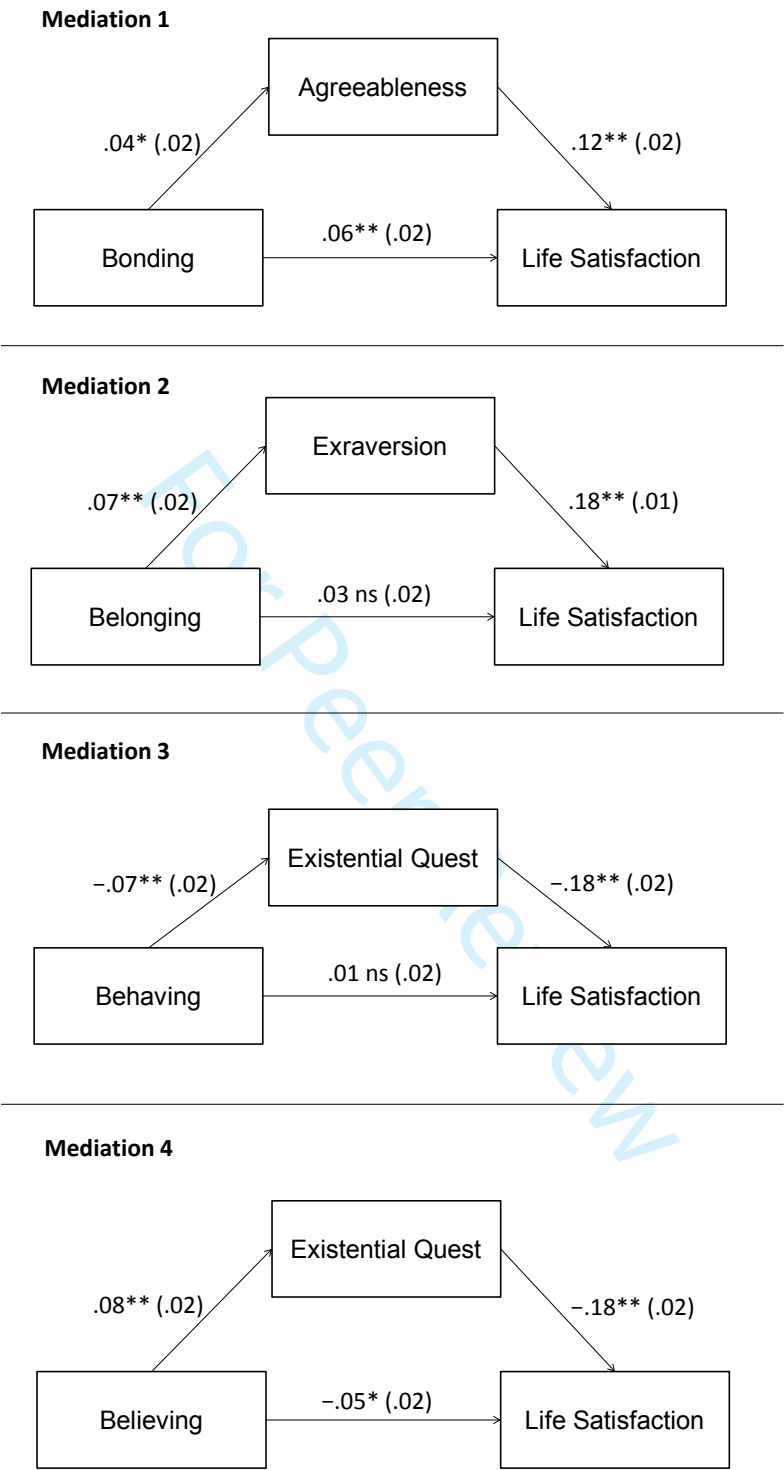 Mediation 1
Agreeableness
.04* (.02)
.12** (.02)
.06** (.02)
Bonding
Life Satisfaction
Mediation 2
Exraversion
.07** (.02)
.18** (.01)
.03 ns (.02)
Belonging
Life Satisfaction
For Peer Review
Mediation 3
Existential Quest
−.07** (.02)
−.18** (.02)
.01 ns (.02)
Behaving
Life Satisfaction
Mediation 4
Existential Quest
.08** (.02)
−.18** (.02)
−.05* (.02)
Believing
Life Satisfaction